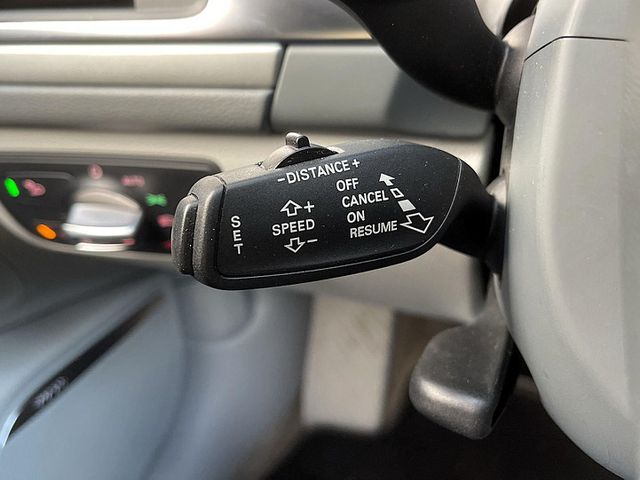 -DISTANCE+
OFF
CANCEL
ON
RESUME
+
SPEED
-
SET